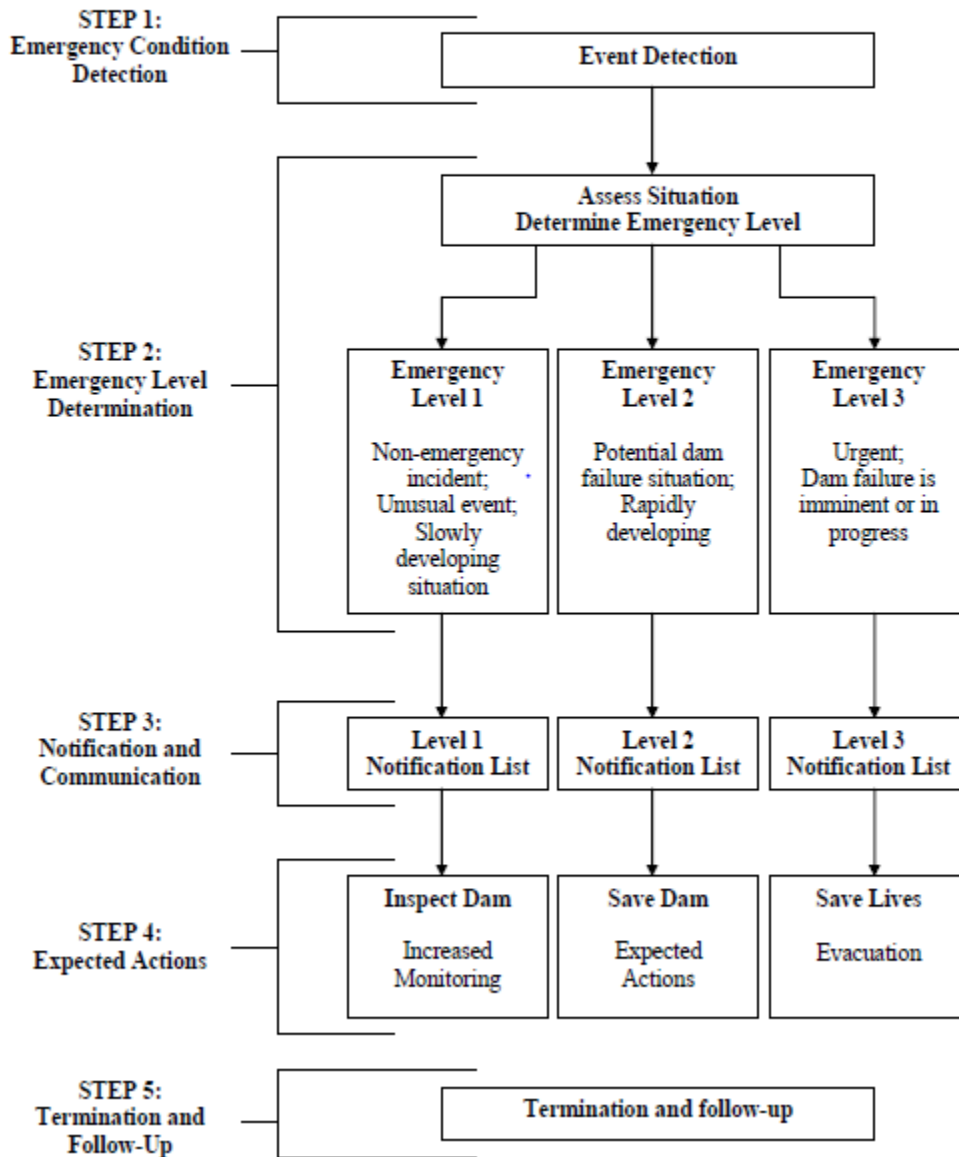 STEP 1:
Emergency Condition
Detection
Event Detection
STEP 2:
Emergency Level
Determination
Assess Situation
Determine Emergency Level
Emergency
Level 1
Non-emergency
incident;
Unusual event;
Slowly
developing
situation
Emergency
Level 2
Potential dam
failure situation;
Rapidly
developing
Emergency
Level 3
Urgent;
Dam failure is
imminent or in
progress
STEP 3:
Notification and
Communication
Level 1
Notification List
Level 2
Notification List
Level 3
Notification List
STEP 4:
Expected Actions
Inspect Dam
Increased
Monitoring
Save Dam
Expected
Actions
Save Lives
Evacuation
STEP 5:
Termination and
Follow-Up
Termination and follow-up